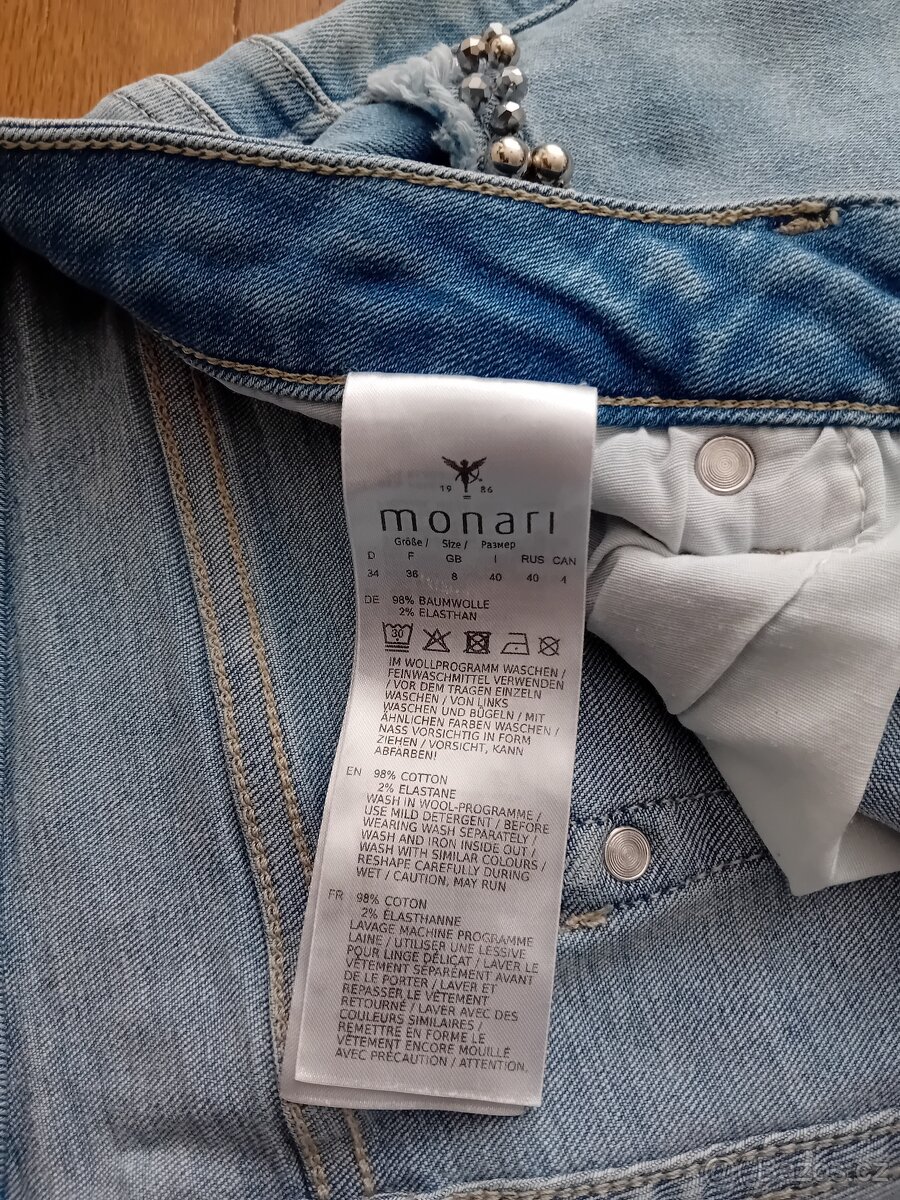 19 86
monari
Größe / Size / Размер
D F GB I RUS CAN
34 36 8 40 40 4
DE 98% BAUMWOLLE
2% ELASTHAN
30
IM WOLLPROGRAMM WASCHEN /
FEINWASCHMITTEL VERWENDEN
/ VOR DEM TRAGEN EINZELN
WASCHEN / VON LINKS
WASCHEN UND BÜGELN / MIT
ÄHNLICHEN FARBEN WASCHEN /
NASS VORSICHTIG IN FORM
ZIEHEN / VORSICHT, KANN
ABFÄRBEN!
EN 98% COTTON
2% ELASTANE
WASH IN WOOL-PROGRAMME /
USE MILD DETERGENT / BEFORE
WEARING WASH SEPARATELY /
WASH AND IRON INSIDE OUT /
WASH WITH SIMILAR COLOURS /
RESHAPE CAREFULLY DURING
WET / CAUTION, MAY RUN
FR 98% COTON
2% ÉLASTHANNE
LAVAGE MACHINE PROGRAMME
LAINE / UTILISER UNE LESSIVE
POUR LINGE DÉLICAT / LAVER LE
VÊTEMENT SÉPARÉMENT AVANT
DE LE PORTER / LAVER ET
REPASSER LE VÊTEMENT
RETOURNÉ / LAVER AVEC DES
COULEURS SIMILAIRES /
REMETTRE EN FORME LE
VÊTEMENT ENCORE MOUILLÉ
AVEC PRÉCAUTION / ATTENTION.